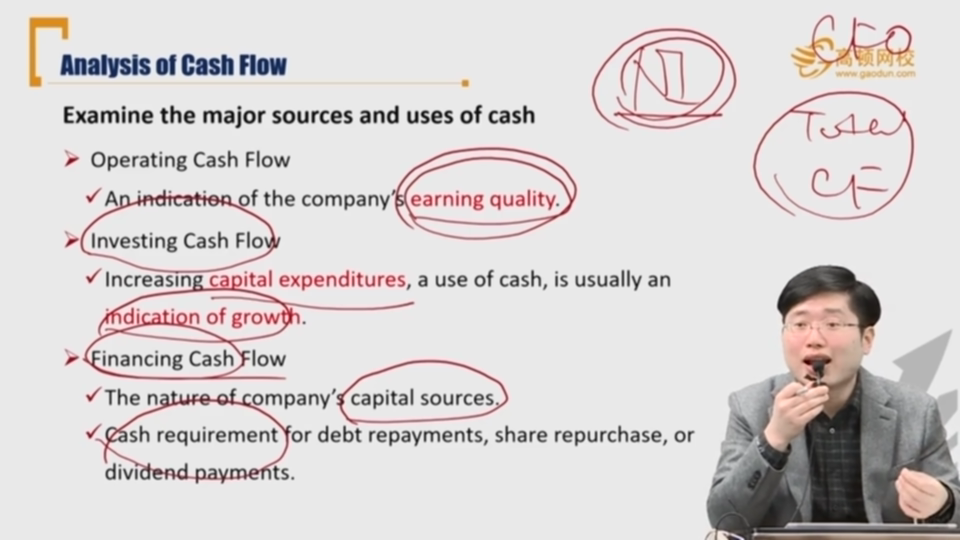 Analysis of Cash Flow
Examine the major sources and uses of cash
Operating Cash Flow
An indication of the company's earning quality.
Investing Cash Flow
Increasing capital expenditures, a use of cash, is usually an
indication of growth.
Financing Cash Flow
The nature of company's capital sources.
Cash requirement for debt repayments, share repurchase, or
dividend payments.
NI
CFO
高顿网校
www.gaodun.com
Total
CF